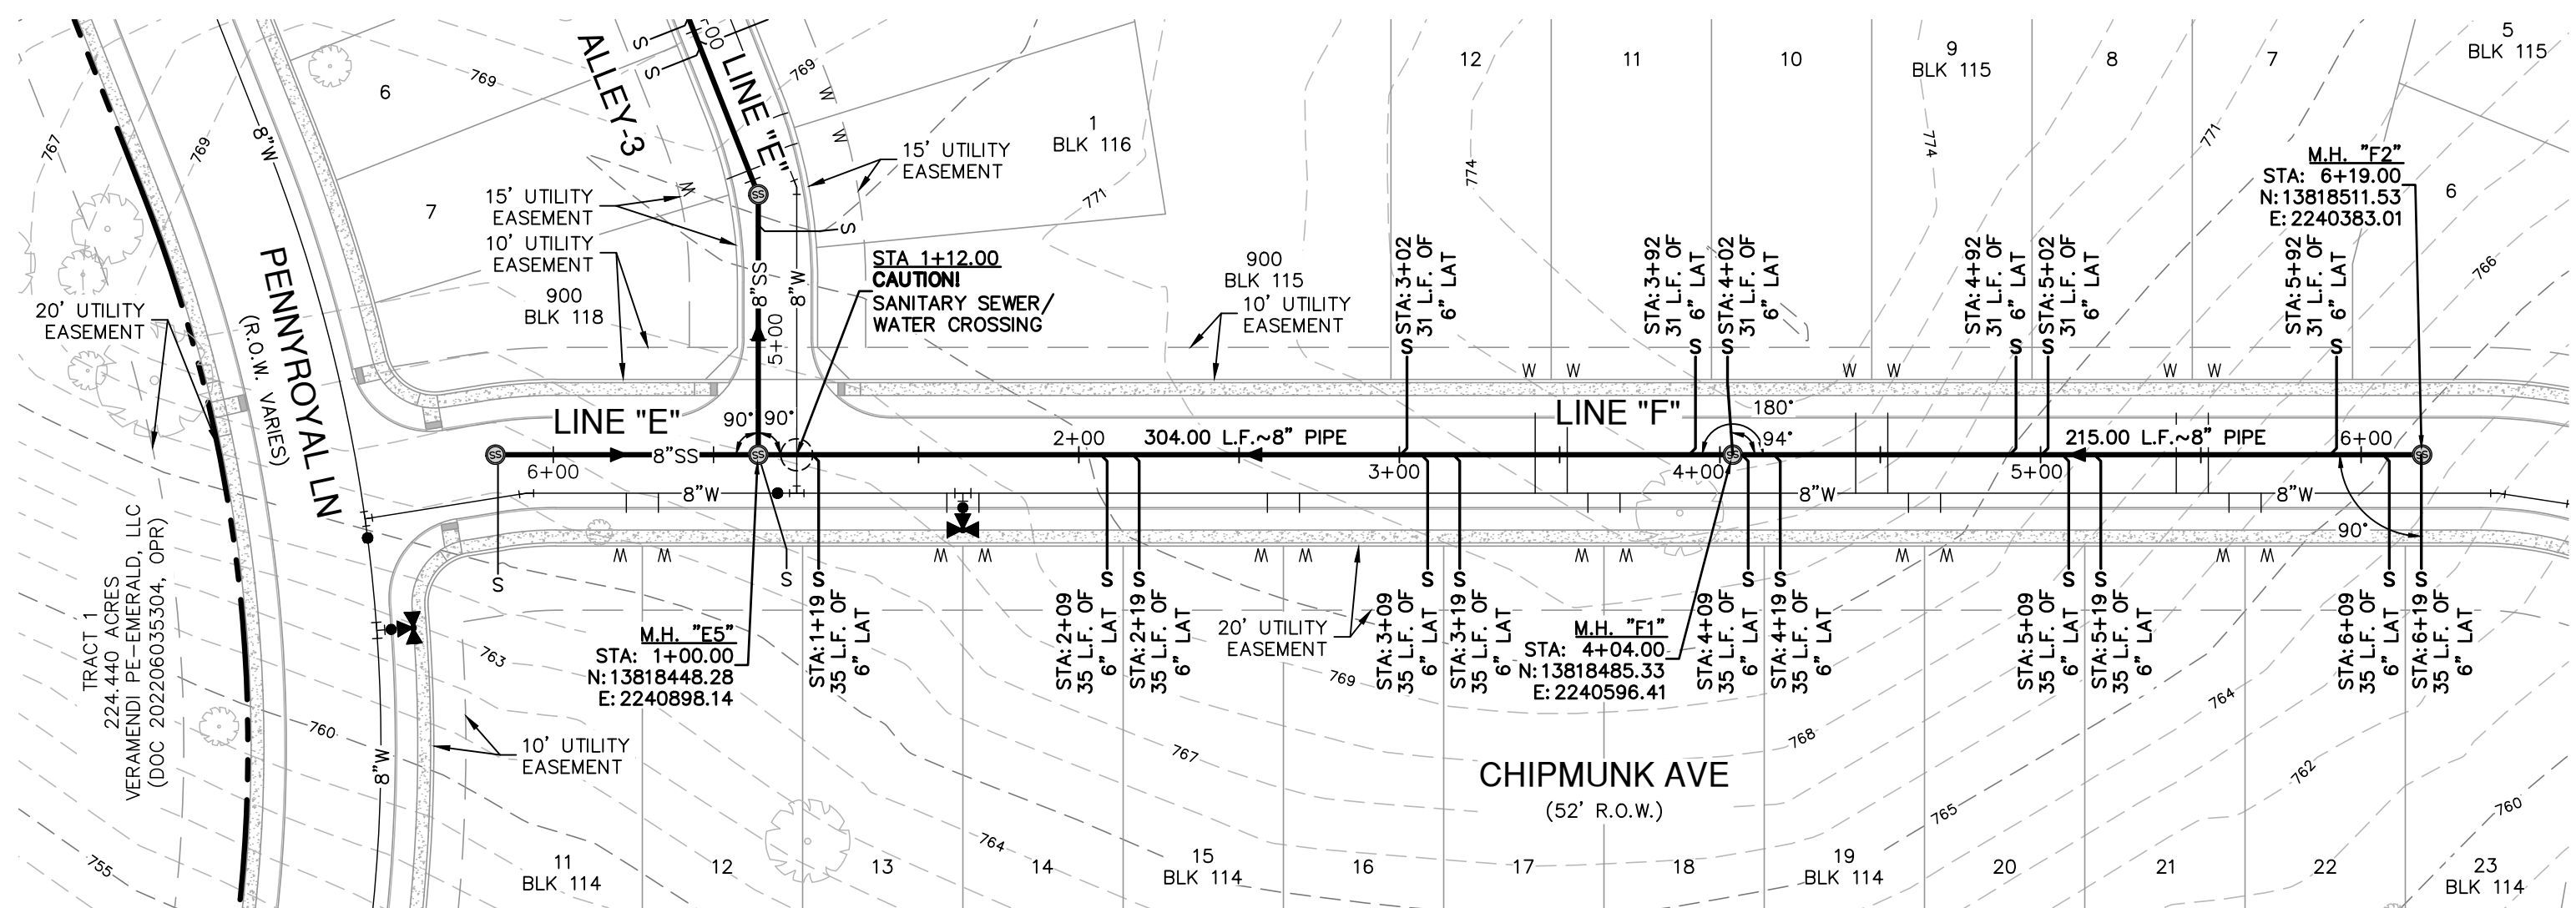 6
769
ALLEY-3
LINE "E"
769
W
W
S
S
767
769
8"W
7
W
15' UTILITY
EASEMENT
1
BLK 116
771
15' UTILITY
EASEMENT
10' UTILITY
EASEMENT
900
BLK 118
20' UTILITY
EASEMENT
PENNYROYAL LN
(R.O.W. VARIES)
SS
S
8"SS
8"W
5+00
STA 1+12.00
CAUTION!
SANITARY SEWER/
WATER CROSSING
900
BLK 115
10' UTILITY
EASEMENT
12
11
10
9
BLK 115
8
7
5
BLK 115
6
774
774
771
766
M.H. "F2"
STA: 6+19.00
N:13818511.53
E:2240383.01
STA:3+02
31 L.F. OF
6" LAT
S
STA:3+92
31 L.F. OF
6" LAT
S
STA:4+02
31 L.F. OF
6" LAT
S
STA:4+92
31 L.F. OF
6" LAT
S
STA:5+02
31 L.F. OF
6" LAT
S
STA:5+92
31 L.F. OF
6" LAT
S
W
W
W
W
W
W
LINE "E"
90°
90°
LINE "F"
180°
94°
SS
6+00
8"SS
SS
2+00
304.00 L.F.~8" PIPE
3+00
4+00
SS
5+00
215.00 L.F.~8" PIPE
6+00
SS
8"W
8"W
8"W
90°
W
W
W
W
W
W
W
W
W
W
W
W
S
S
S
STA:1+19
35 L.F. OF
6" LAT
S
STA:2+09
35 L.F. OF
6" LAT
S
STA:2+19
35 L.F. OF
6" LAT
S
STA:3+09
35 L.F. OF
6" LAT
S
STA:3+19
35 L.F. OF
6" LAT
S
STA:4+09
35 L.F. OF
6" LAT
S
STA:4+19
35 L.F. OF
6" LAT
S
STA:5+09
35 L.F. OF
6" LAT
S
STA:5+19
35 L.F. OF
6" LAT
S
STA:6+09
35 L.F. OF
6" LAT
S
STA:6+19
35 L.F. OF
6" LAT
TRACT 1
224.440 ACRES
VERAMENDI PE-EMERALD, LLC
(DOC 202206035304, OPR)
M.H. "E5"
STA: 1+00.00
N:13818448.28
E:2240898.14
20' UTILITY
EASEMENT
M.H. "F1"
STA: 4+04.00
N:13818485.33
E:2240596.41
763
769
764
760
8"W
10' UTILITY
EASEMENT
767
768
762
CHIPMUNK AVE
(52' R.O.W.)
765
760
764
755
11
BLK 114
12
13
14
15
BLK 114
16
17
18
19
BLK 114
20
21
22
23
BLK 114